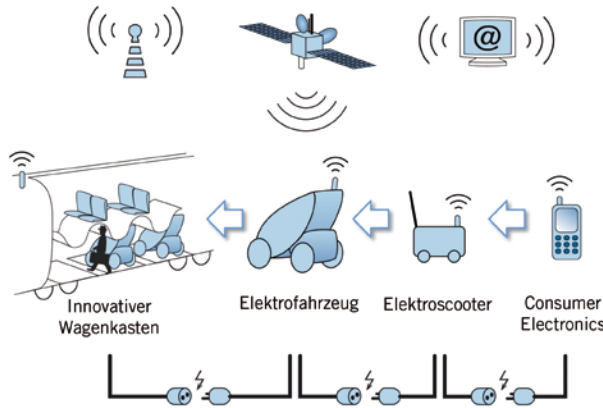 @
Innovativer
Wagenkasten
Elektrofahrzeug
Elektroscooter
Consumer
Electronics